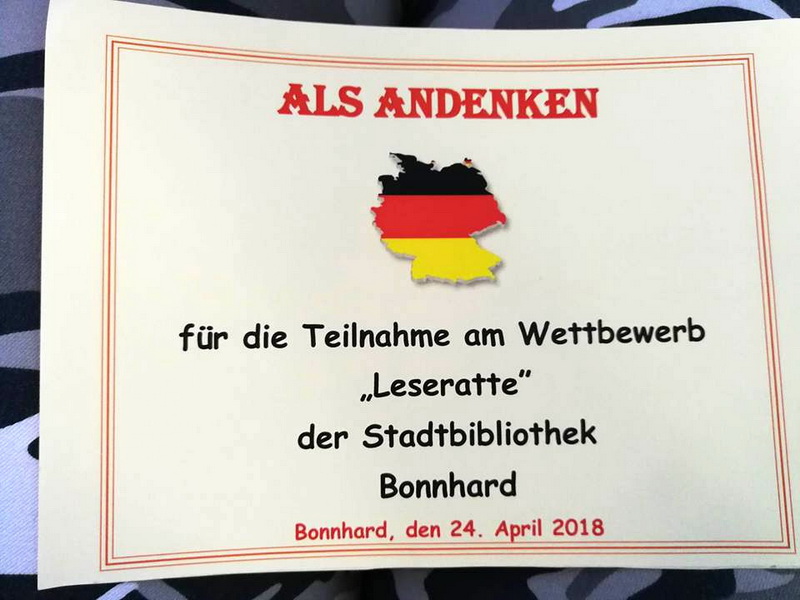 ALS ANDENKEN
für die Teilnahme am Wettbewerb
„Leseratte”
der Stadtbibliothek
Bonnhard
Bonnhard, den 24. April 2018